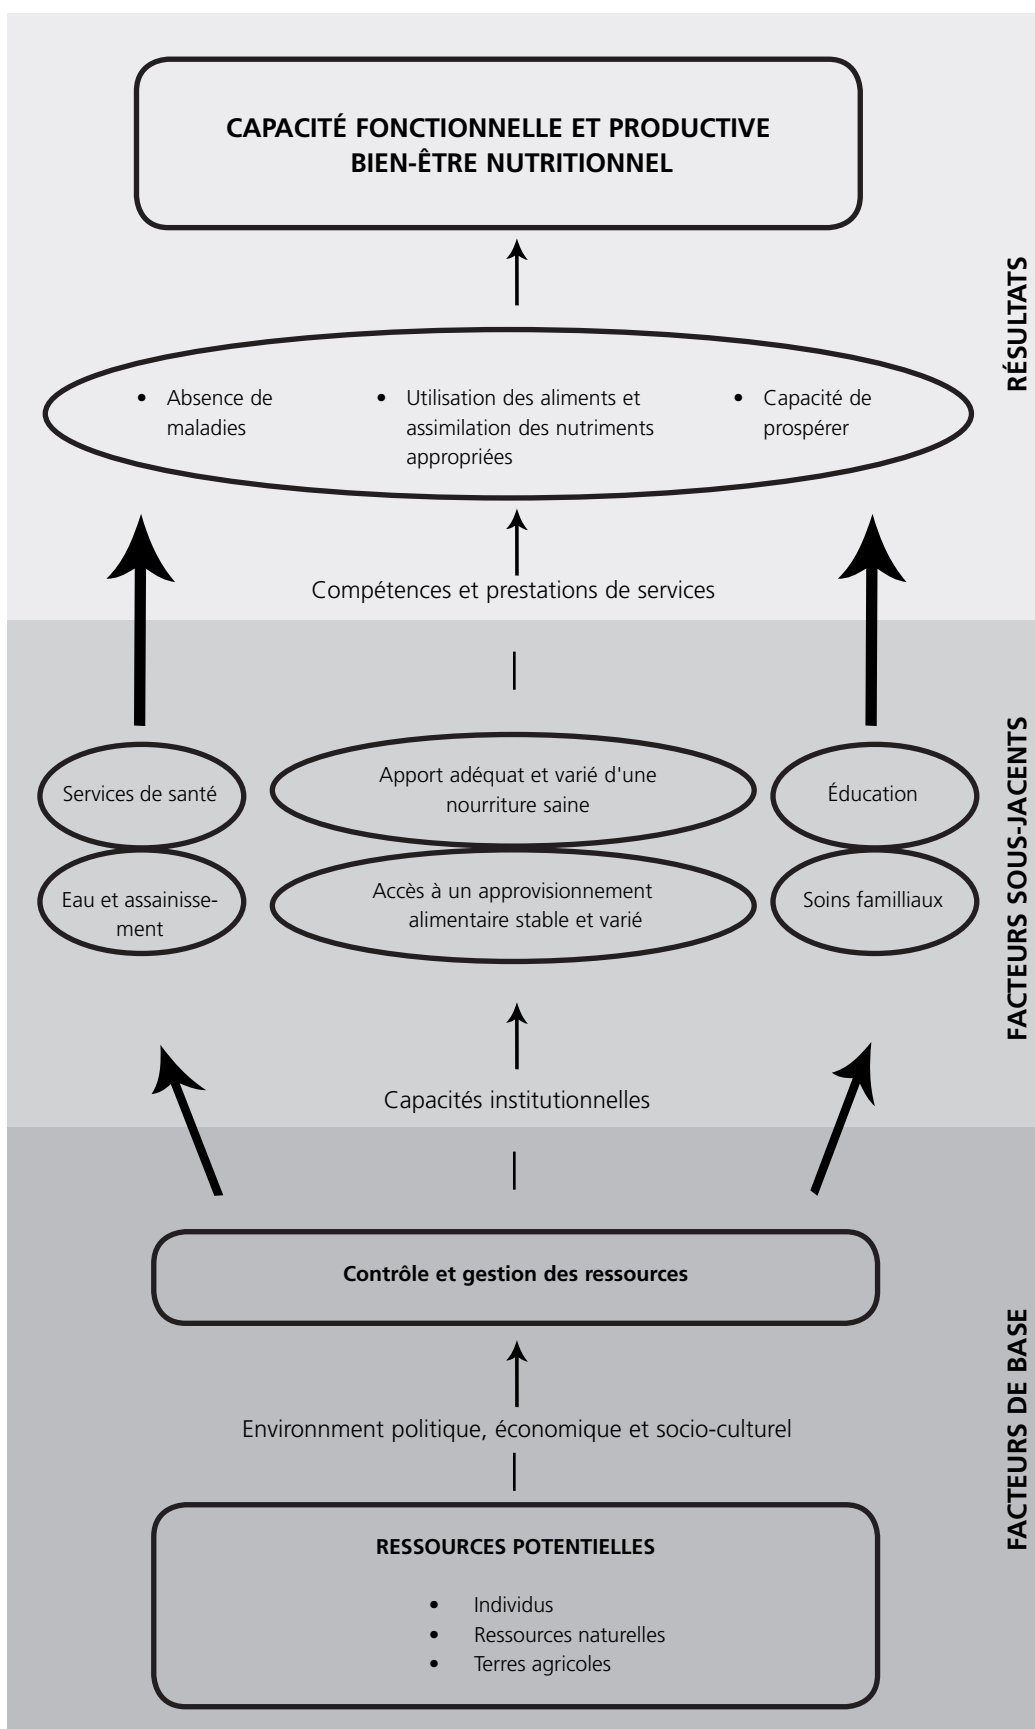 CAPACITÉ FONCTIONNELLE ET PRODUCTIVE
BIEN-ÊTRE NUTRITIONNEL
RÉSULTATS
• Absence de
maladies
• Utilisation des aliments et
assimilation des nutriments
appropriées
• Capacité de
prospérer
Compétences et prestations de services
FACTEURS SOUS-JACENTS
Services de santé
Apport adéquat et varié d'une
nourriture saine
Éducation
Eau et assainisse-
ment
Accès à un approvisionnement
alimentaire stable et varié
Soins familliaux
Capacités institutionnelles
FACTEURS DE BASE
Contrôle et gestion des ressources
Environnment politique, économique et socio-culturel
RESSOURCES POTENTIELLES
• Individus
• Ressources naturelles
• Terres agricoles